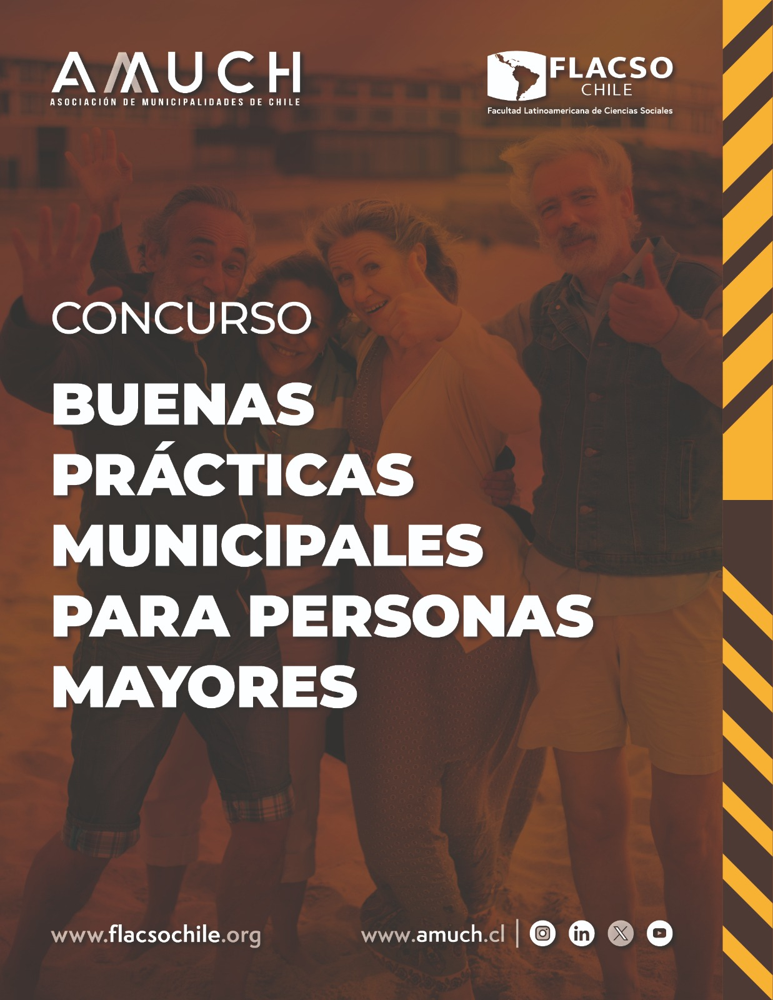 AMUCH
ASOCIACIÓN DE MUNICIPALIDADES DE CHILE
FLACSO
CHILE
Facultad Latinoamericana de Ciencias Sociales
CONCURSO
BUENAS
PRÁCTICAS
MUNICIPALES
PARA PERSONAS
MAYORES
www.flacsochile.org
www.amuch.cl